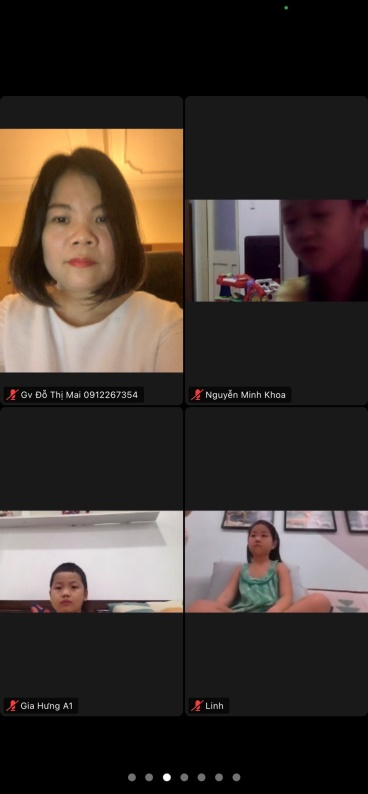 Gv Đỗ Thị Mai 0912267354
Nguyễn Minh Khoa
Gia Hưng A1
Linh